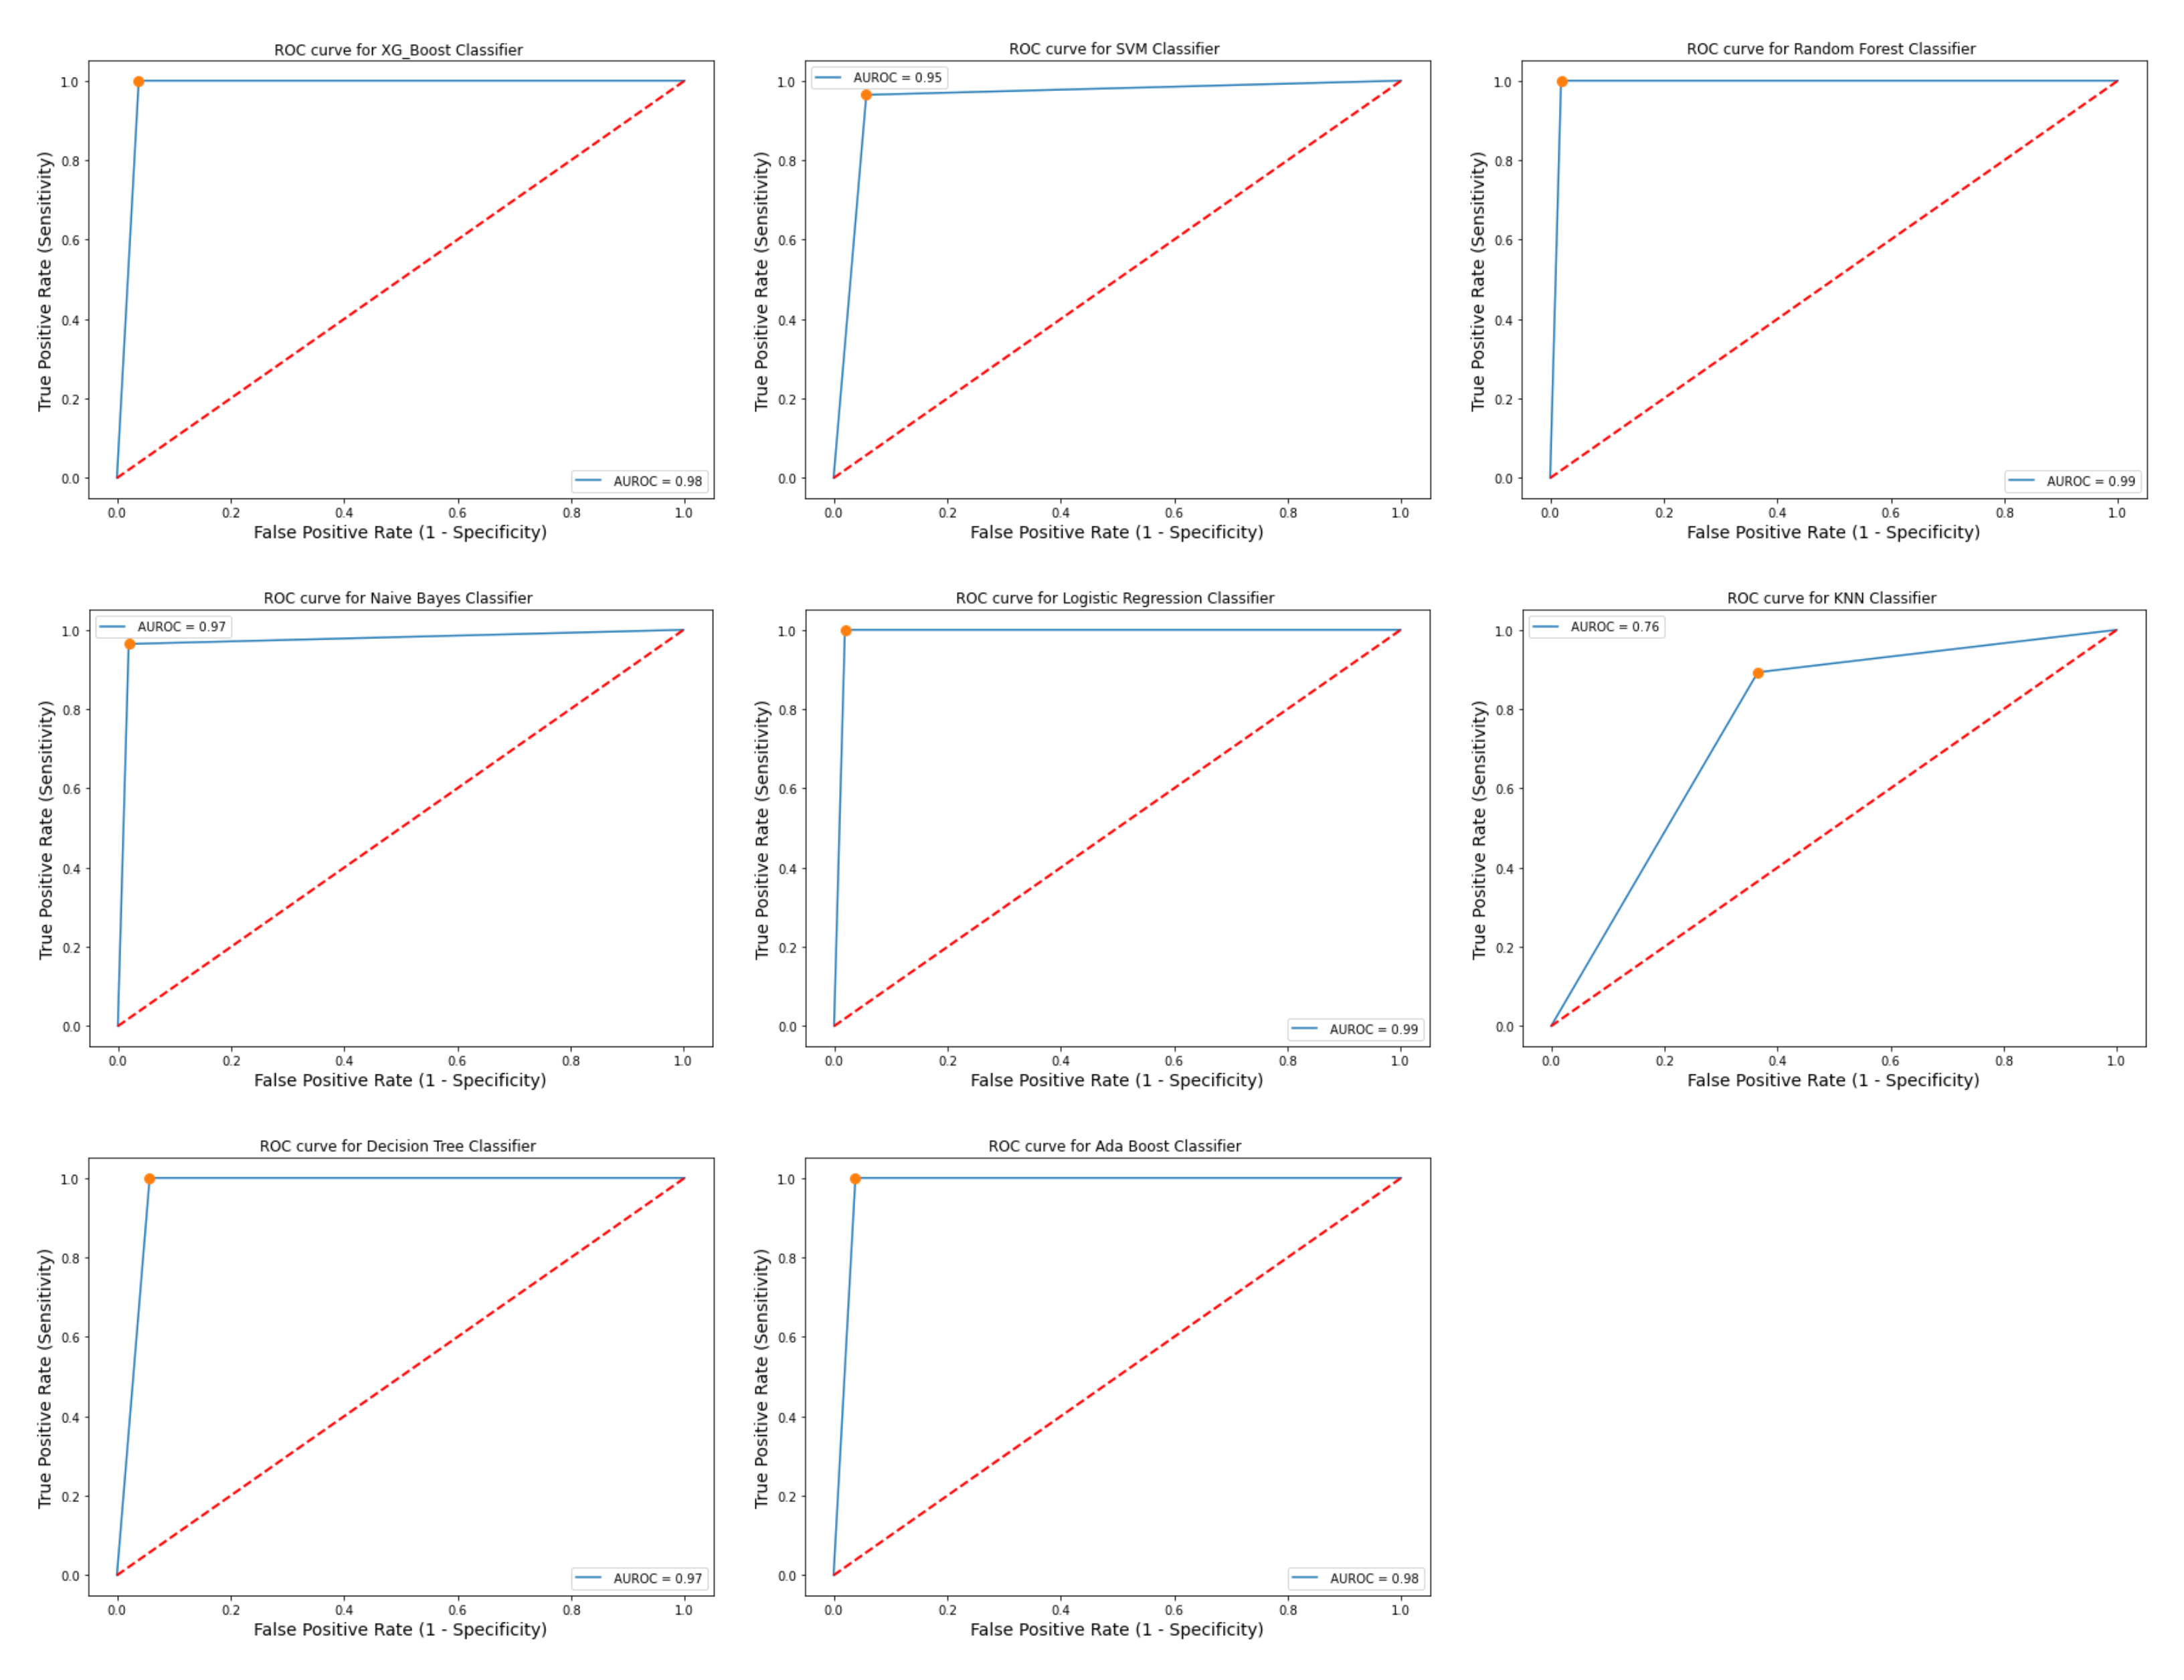 ROC curve for XG_Boost Classifier
True Positive Rate (Sensitivity)
1.0
0.8
0.6
0.4
0.2
0.0
AUROC = 0.98
0.0 0.2 0.4 0.6 0.8 1.0
False Positive Rate (1 - Specificity)
ROC curve for SVM Classifier
AUROC = 0.95
True Positive Rate (Sensitivity)
1.0
0.8
0.6
0.4
0.2
0.0
0.0 0.2 0.4 0.6 0.8 1.0
False Positive Rate (1 - Specificity)
ROC curve for Random Forest Classifier
True Positive Rate (Sensitivity)
1.0
0.8
0.6
0.4
0.2
0.0
AUROC = 0.99
0.0 0.2 0.4 0.6 0.8 1.0
False Positive Rate (1 - Specificity)
ROC curve for Naive Bayes Classifier
AUROC = 0.97
True Positive Rate (Sensitivity)
1.0
0.8
0.6
0.4
0.2
0.0
0.0 0.2 0.4 0.6 0.8 1.0
False Positive Rate (1 - Specificity)
ROC curve for Logistic Regression Classifier
True Positive Rate (Sensitivity)
1.0
0.8
0.6
0.4
0.2
0.0
AUROC = 0.99
0.0 0.2 0.4 0.6 0.8 1.0
False Positive Rate (1 - Specificity)
ROC curve for KNN Classifier
AUROC = 0.76
True Positive Rate (Sensitivity)
1.0
0.8
0.6
0.4
0.2
0.0
0.0 0.2 0.4 0.6 0.8 1.0
False Positive Rate (1 - Specificity)
ROC curve for Decision Tree Classifier
True Positive Rate (Sensitivity)
1.0
0.8
0.6
0.4
0.2
0.0
AUROC = 0.97
0.0 0.2 0.4 0.6 0.8 1.0
False Positive Rate (1 - Specificity)
ROC curve for Ada Boost Classifier
True Positive Rate (Sensitivity)
1.0
0.8
0.6
0.4
0.2
0.0
AUROC = 0.98
0.0 0.2 0.4 0.6 0.8 1.0
False Positive Rate (1 - Specificity)